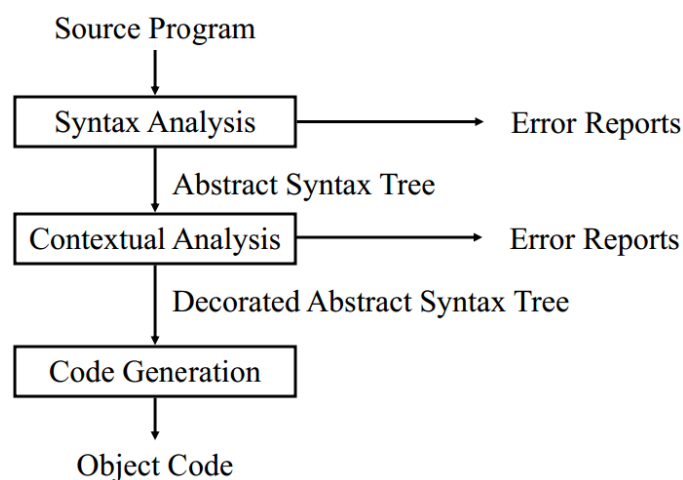 Source Program
Syntax Analysis
Error Reports
Abstract Syntax Tree
Contextual Analysis
Error Reports
Decorated Abstract Syntax Tree
Code Generation
Object Code